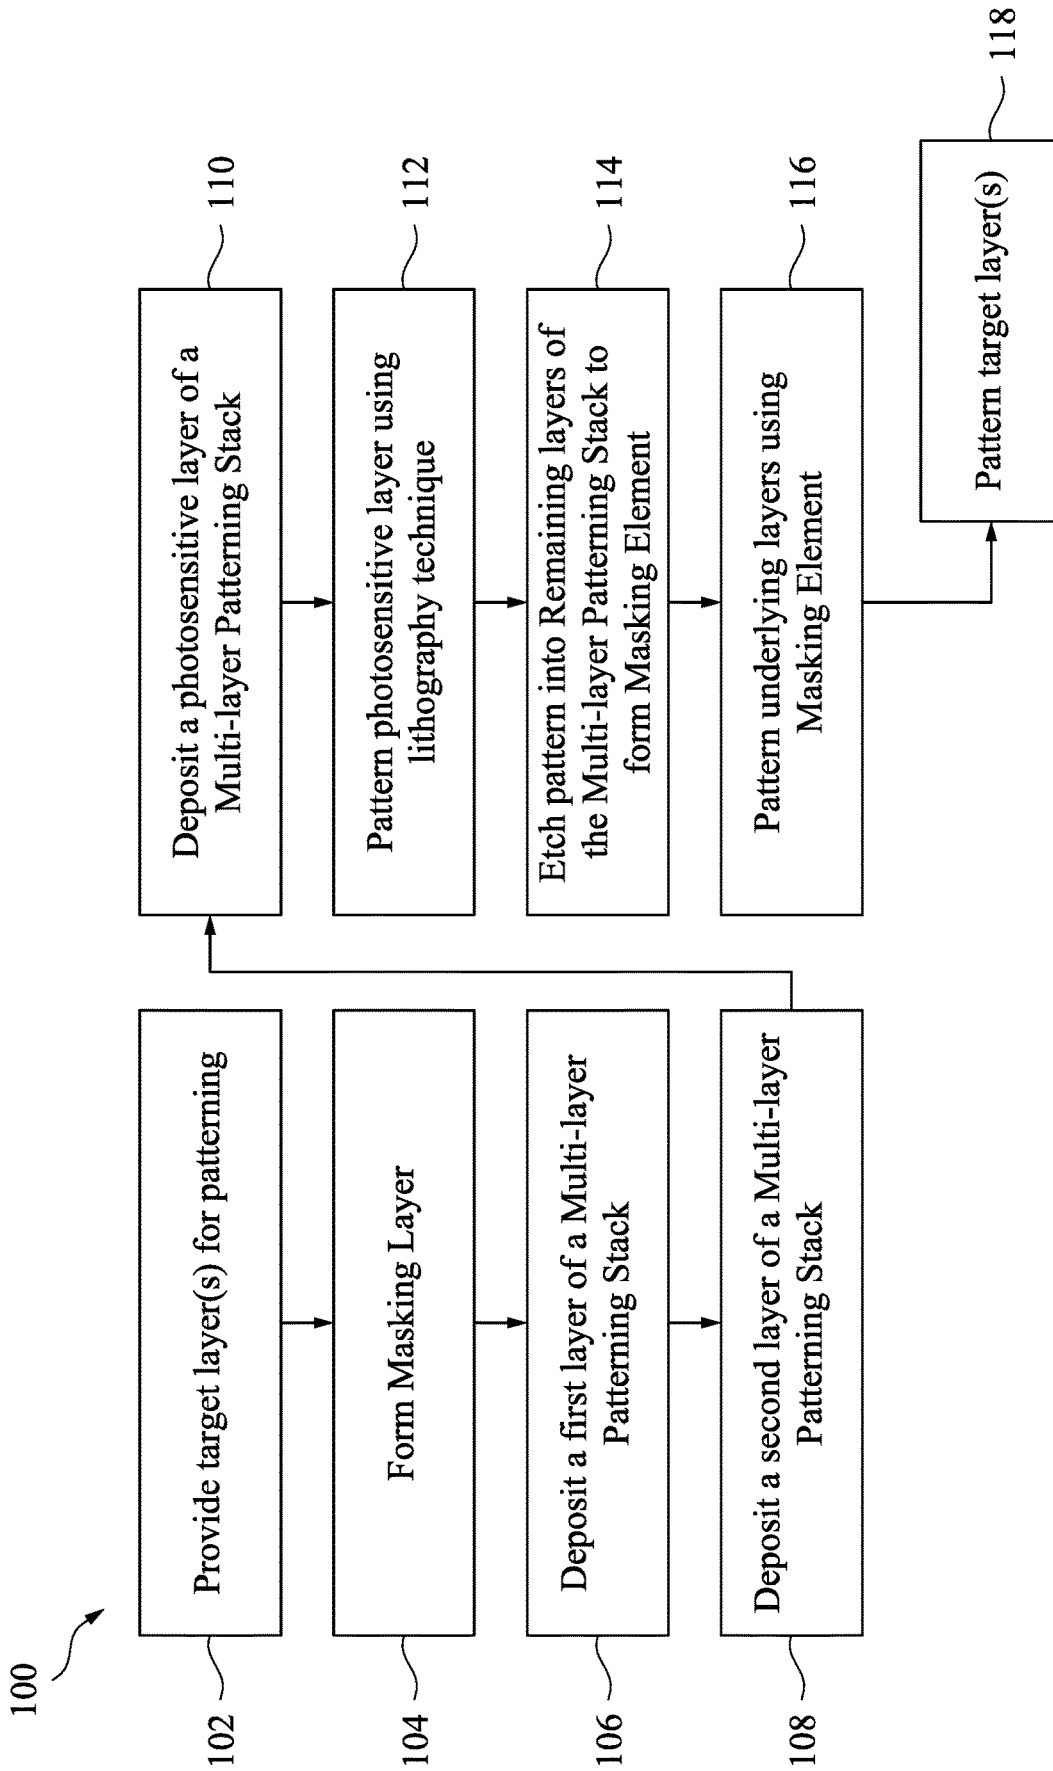 100
102
Provide target layer(s) for patterning
104
Form Masking Layer
106
Deposit a first layer of a Multi-layer
Patterning Stack
108
Deposit a second layer of a Multi-layer
Patterning Stack
110
Deposit a photosensitive layer of a
Multi-layer Patterning Stack
112
Pattern photosensitive layer using
lithography technique
114
Etch pattern into Remaining layers of
the Multi-layer Patterning Stack to
form Masking Element
116
Pattern underlying layers using
Masking Element
118
Pattern target layer(s)